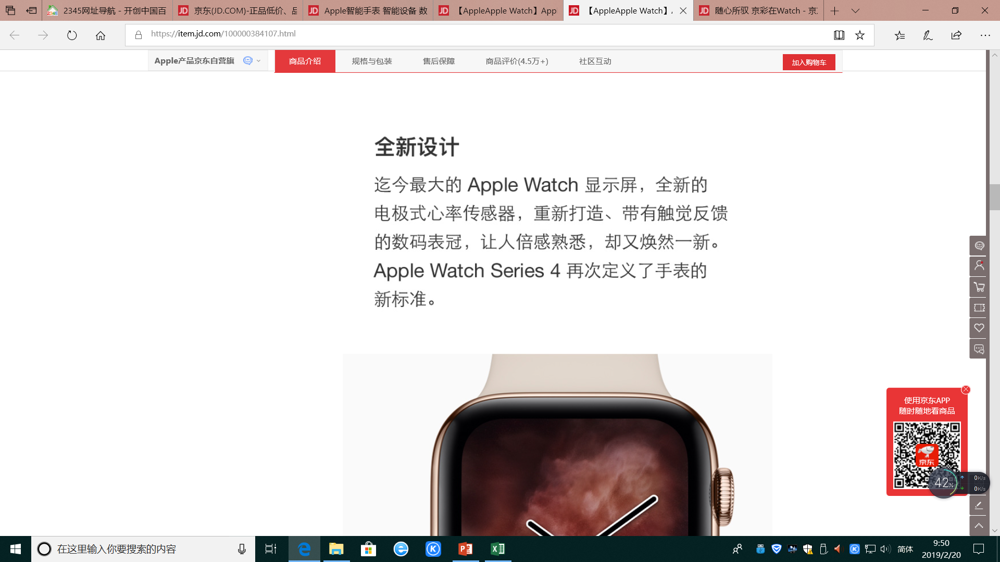 2345网址导航 - 开创中国百
京东(JD.COM)-正品低价、品
Apple智能手表 智能设备 数
【AppleApple Watch】App
【AppleApple Watch】
随心所驭 京彩在Watch - 京
https://item.jd.com/100000384107.html
Apple产品京东自营旗
商品介绍
规格与包装
售后保障
商品评价(4.5万+)
社区互动
加入购物车
全新设计
迄今最大的 Apple Watch 显示屏，全新的
电极式心率传感器，重新打造、带有触觉反馈
的数码表冠，让人倍感熟悉，却又焕然一新。
Apple Watch Series 4 再次定义了手表的
新标准。
使用京东APP
随时随地看商品
京东
42%
0K/s
0K/s
在这里输入你要搜索的内容
简体
9:50
2019/2/20